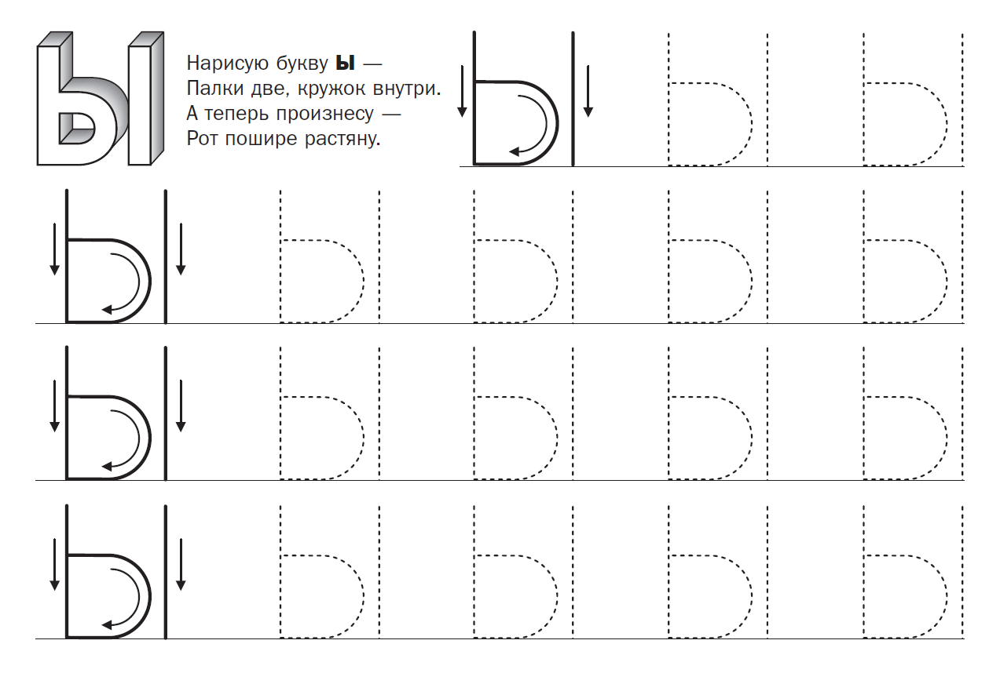 Ы
Нарисую букву Ы —
Палки две, кружок внутри.
А теперь произнесу —
Рот пошире растяну.
Ы Ы Ы
Ы Ы Ы Ы Ы
Ы Ы Ы Ы Ы
Ы Ы Ы Ы Ы